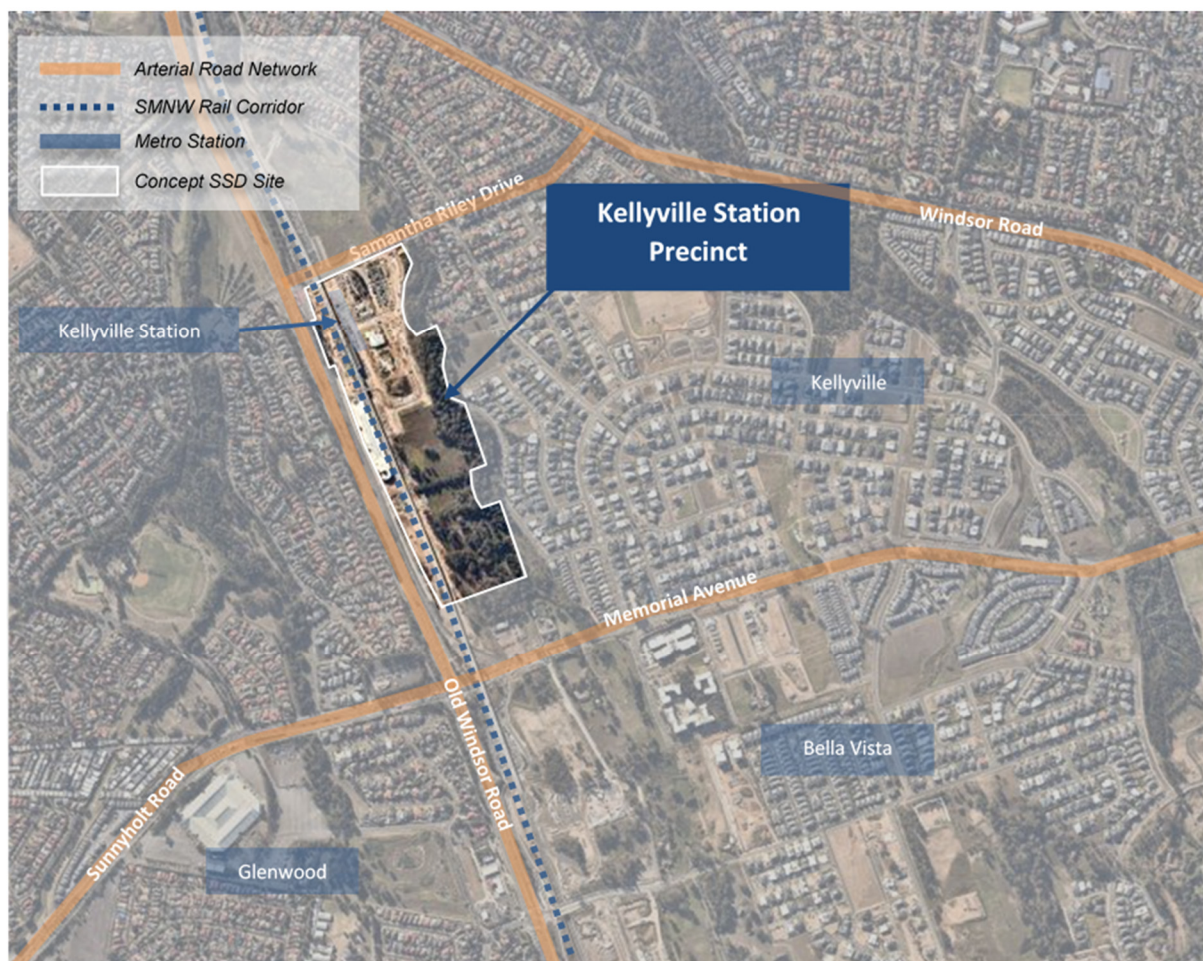 Arterial Road Network
SMNW Rail Corridor
Metro Station
Concept SSD Site
Samantha Riley Drive
Kellyville Station
Precinct
Windsor Road
Kellyville Station
Kellyville
Memorial Avenue
Old Windsor Road
Bella Vista
Sunnyholt Road
Glenwood